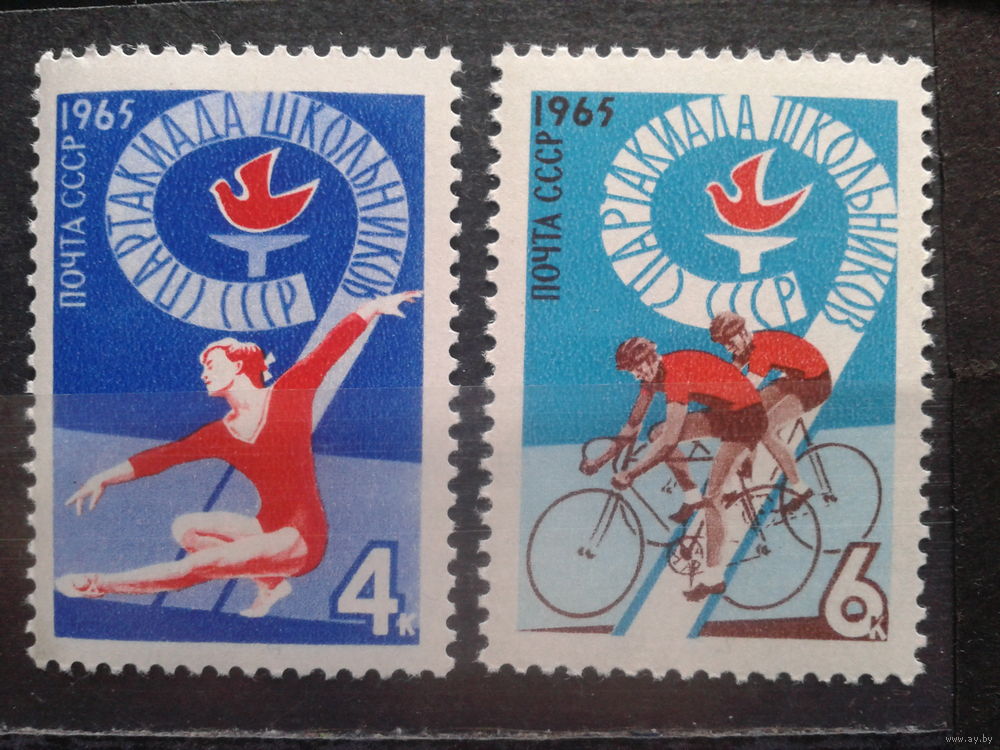 1965
ПОЧТА СССР
СПАРТАКИАДА ШКОЛЬНИКОВ
СССР
4к
1965
ПОЧТА СССР
СПАРТАКИАДА ШКОЛЬНИКОВ
СССР
6к
www.ay.by